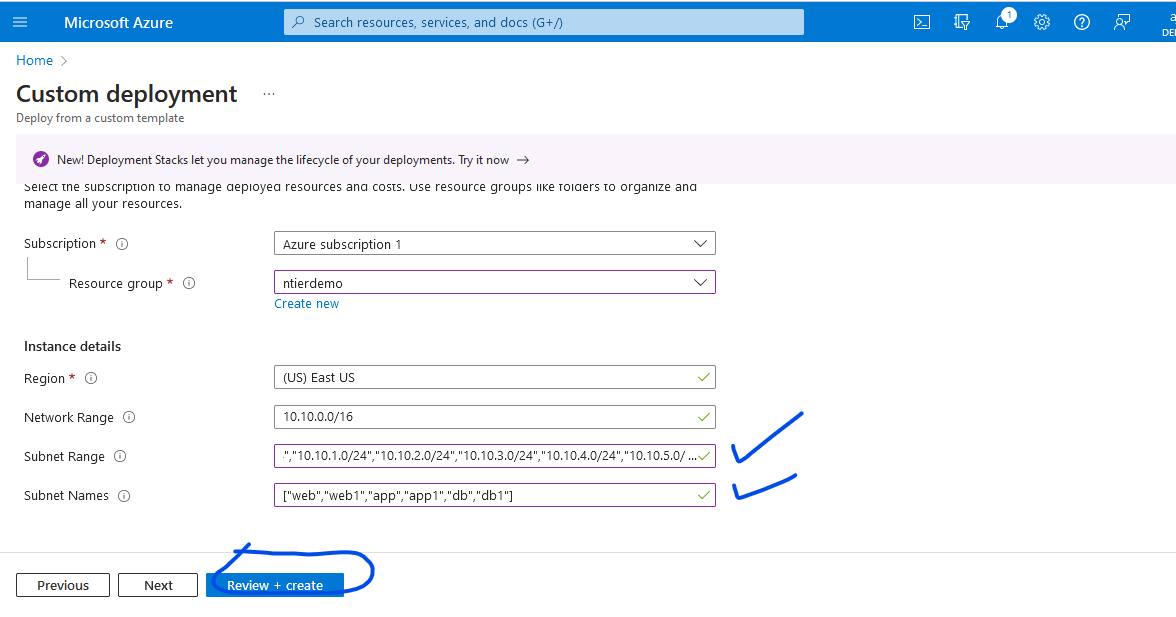 Microsoft Azure
Search resources, services, and docs (G+/)
1
Home
Custom deployment ...
Deploy from a custom template
New! Deployment Stacks let you manage the lifecycle of your deployments. Try it now →
Select the subscription to manage deployed resources and costs. Use resource groups like folders to organize and
manage all your resources.
Subscription * Azure subscription 1
Resource group * ntierdemo
Create new
Instance details
Region * (US) East US
Network Range 10.10.0.0/16
Subnet Range ","10.10.1.0/24","10.10.2.0/24","10.10.3.0/24","10.10.4.0/24","10.10.5.0/ ...
Subnet Names ["web","web1","app","app1","db","db1"]
Previous Next Review + create